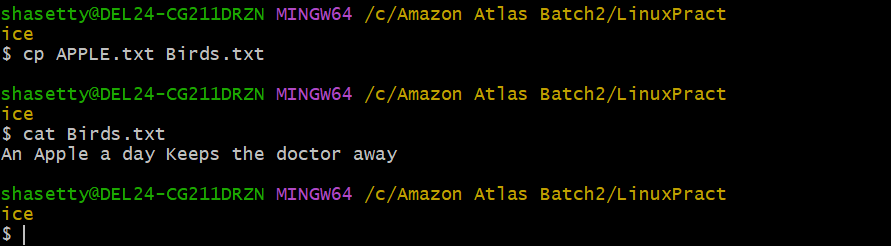 shasetty@DEL24-CG211DRZN MINGW64 /c/Amazon Atlas Batch2/LinuxPract
ice
$ cp APPLE.txt Birds.txt
shasetty@DEL24-CG211DRZN MINGW64 /c/Amazon Atlas Batch2/LinuxPract
ice
$ cat Birds.txt
An Apple a day Keeps the doctor away
shasetty@DEL24-CG211DRZN MINGW64 /c/Amazon Atlas Batch2/LinuxPract
ice
$